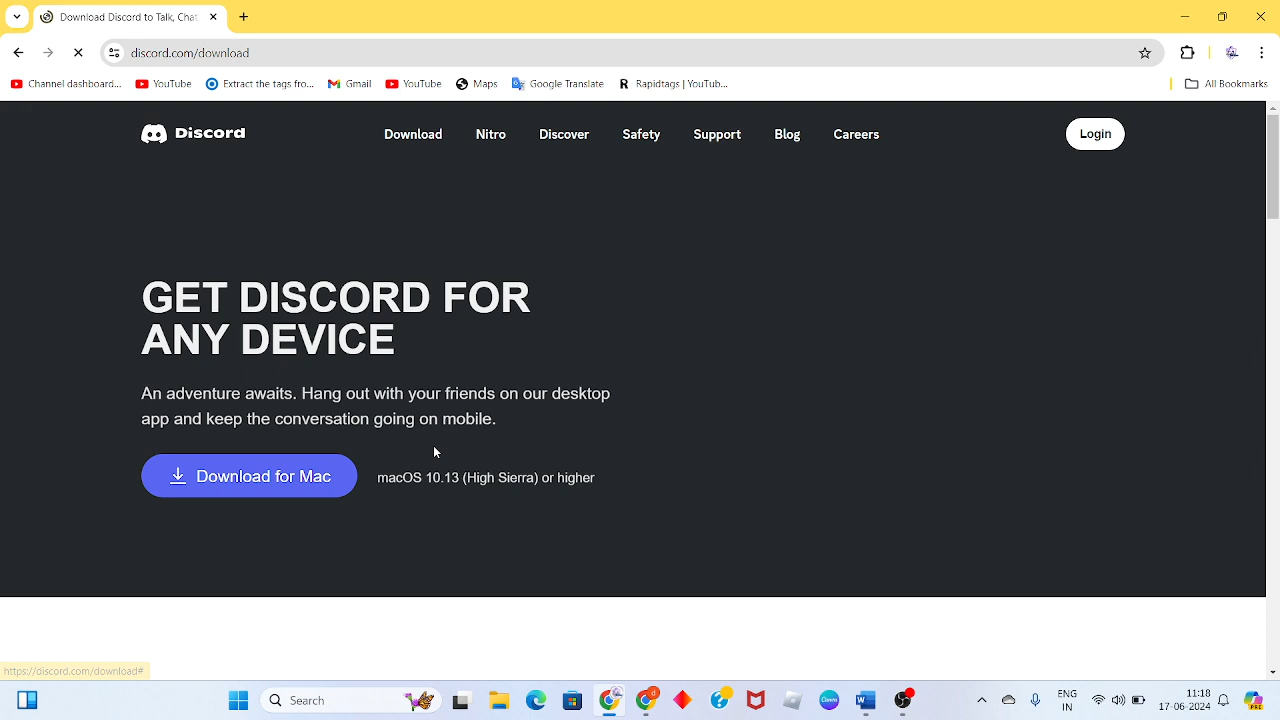 Download Discord to Talk, Chat
discord.com/download
Channel dashboard... YouTube Extract the tags fro... Gmail YouTube Maps Google Translate Rapidtags | YouTub... All Bookmarks
Discord Download Nitro Discover Safety Support Blog Careers Login
GET DISCORD FOR
ANY DEVICE
An adventure awaits. Hang out with your friends on our desktop
app and keep the conversation going on mobile.
Download for Mac macOS 10.13 (High Sierra) or higher
https://discord.com/download#
Search
ENG
IN
11:18
17-06-2024